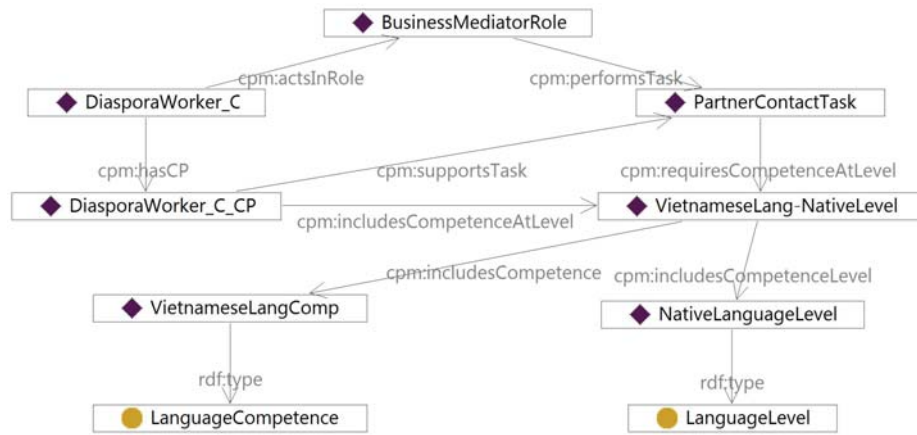 BusinessMediatorRole
cpm:actsInRole
cpm:performsTask
DiasporaWorker_C
PartnerContactTask
cpm:hasCP
cpm:supportsTask
cpm:requiresCompetenceAtLevel
DiasporaWorker_C_CP
VietnameseLang-NativeLevel
cpm:includesCompetenceAtLevel
cpm:includesCompetence
cpm:includesCompetenceLevel
VietnameseLangComp
NativeLanguageLevel
rdf:type
rdf:type
LanguageCompetence
LanguageLevel